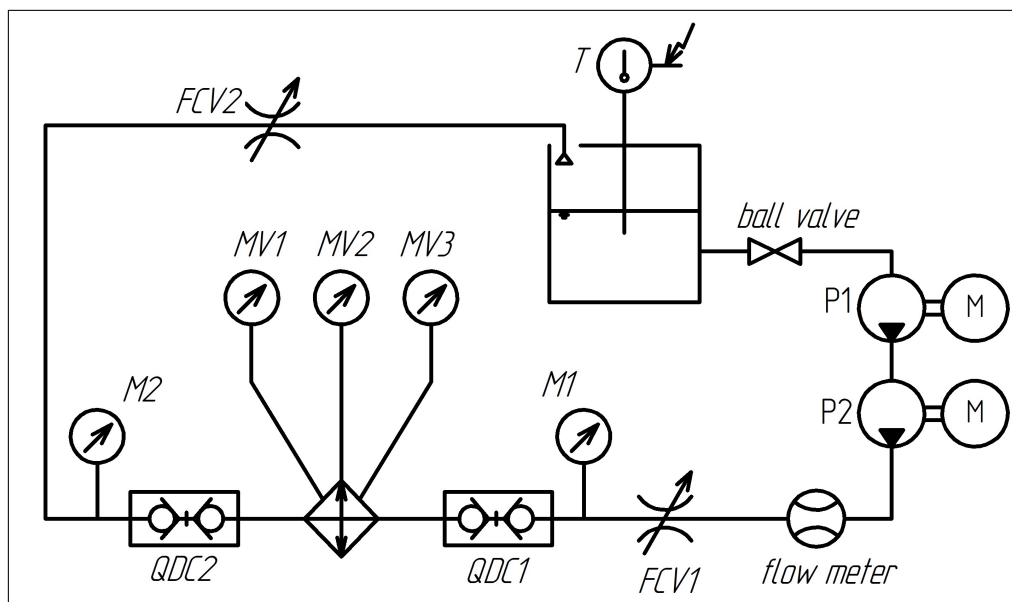 T
FCV2
ball valve
MV1 MV2 MV3
P1 M
M2
M1
P2 M
QDC2
QDC1
FCV1
flow meter